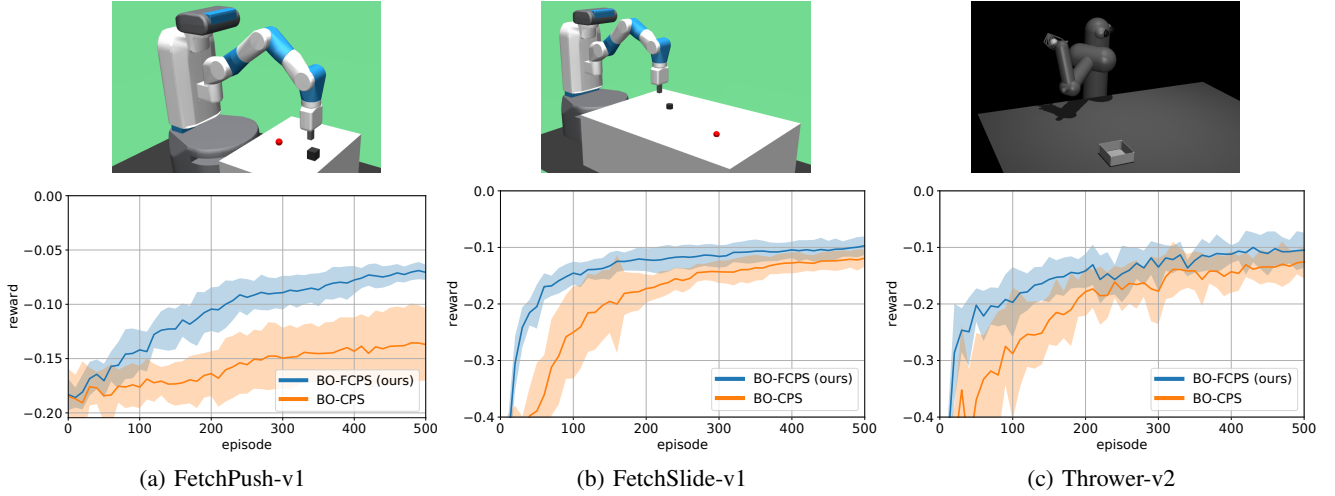 0.00
−0.05
−0.10
−0.15
−0.20
reward
0 100 200 300 400 500
episode
BO-FCPS (ours)
BO-CPS
(a) FetchPush-v1
0.0
−0.1
−0.2
−0.3
−0.4
reward
0 100 200 300 400 500
episode
BO-FCPS (ours)
BO-CPS
(b) FetchSlide-v1
0.0
−0.1
−0.2
−0.3
−0.4
reward
0 100 200 300 400 500
episode
BO-FCPS (ours)
BO-CPS
(c) Thrower-v2